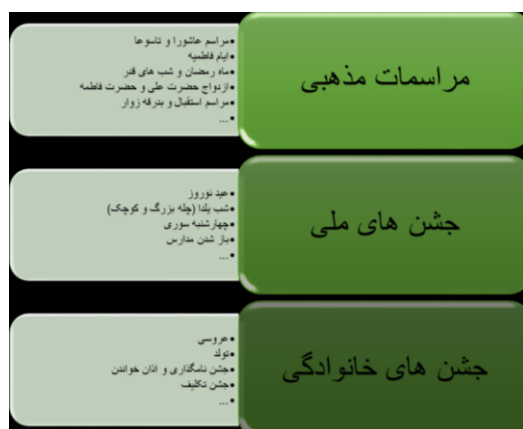 مراسمات مذهبی
•مراسم عاشورا و تاسوعا
•ایام فاطمیه
•ماه رمضان و شب های قدر
•ازدواج حضرت علی و حضرت فاطمه
•مراسم استقبال و بدرقه زوار
•...
جشن های ملی
•عید نوروز
•شب یلدا (چله بزرگ و کوچک)
•چهارشنبه سوری
•باز شدن مدارس
•...
جشن های خانوادگی
•عروسی
•تولد
•جشن نامگذاری و اذان خواندن
•جشن تکلیف
•...